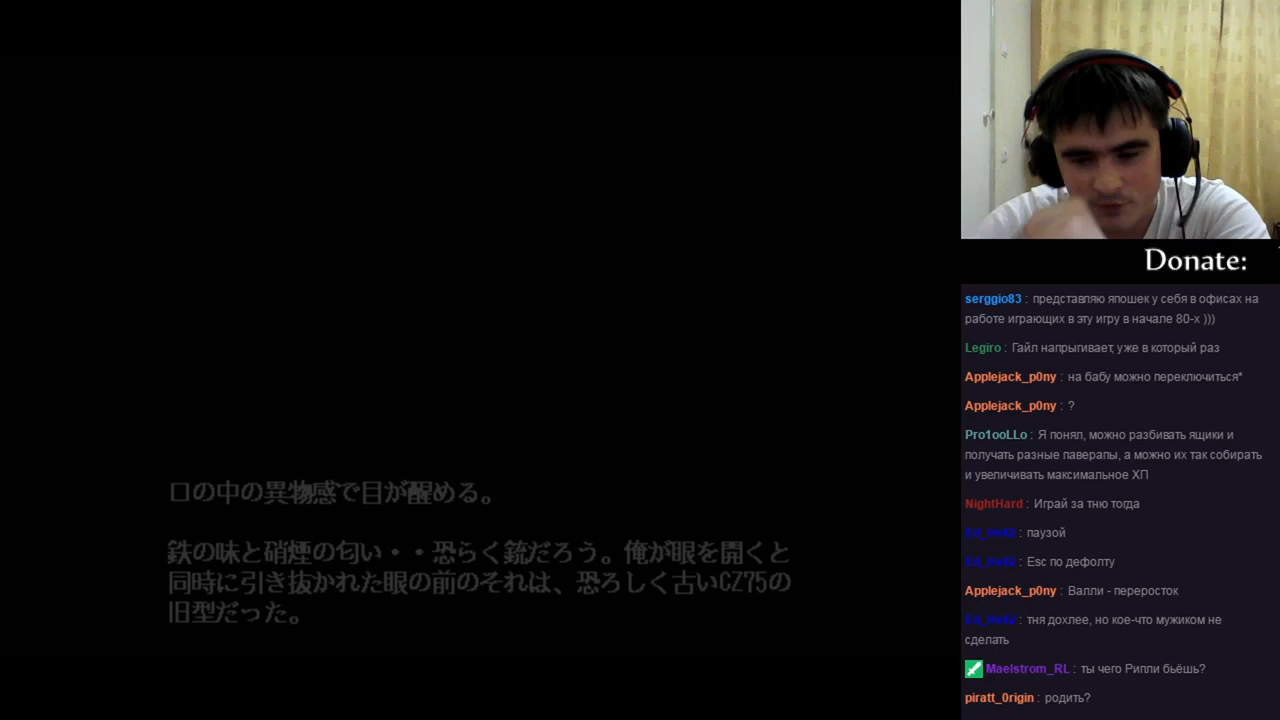 口の中の異物感で目が醒める。
鉄の味と硝煙の匂い・・恐らく銃だろう。俺が眼を開くと
同時に引き抜かれた眼の前のそれは、恐ろしく古いCZ75の
旧型だった。
Donate:
serggio83 : представляю япошек у себя в офисах на
работе играющих в эту игру в начале 80-х )))
Legiro : Гайл напрыгивает, уже в который раз
Applejack_p0ny : на бабу можно переключиться*
Applejack_p0ny : ?
Pro1ooLLo : Я понял, можно разбивать ящики и
получать разные паверапы, а можно их так собирать
и увеличивать максимальное ХП
NightHard : Играй за тню тогда
: паузой
: Esc по дефолту
Applejack_p0ny : Валли - переросток
: тня дохлее, но кое-что мужиком не
сделать
Maelstrom_RL : ты чего Рипли бьёшь?
piratt_0rigin : родить?